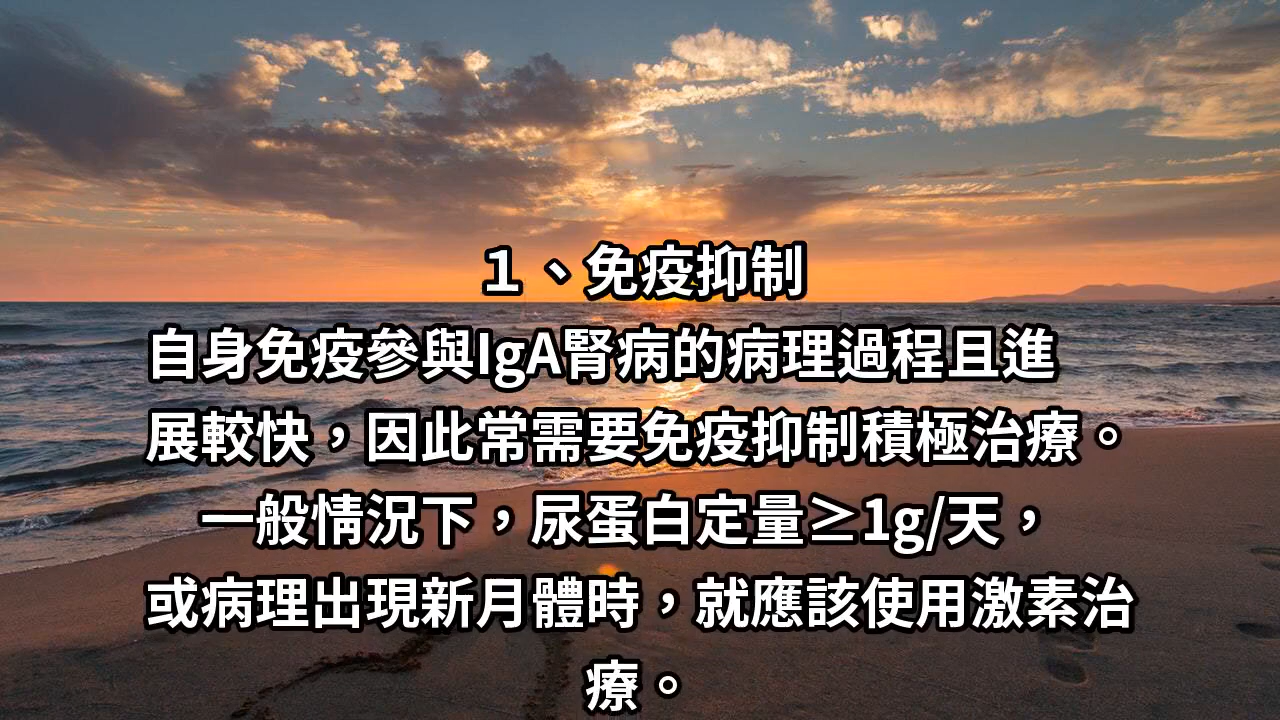 １、免疫抑制
自身免疫參與IgA腎病的病理過程且進
展較快，因此常需要免疫抑制積極治療。
一般情況下，尿蛋白定量≥1g/天，
或病理出現新月體時，就應該使用激素治
療。